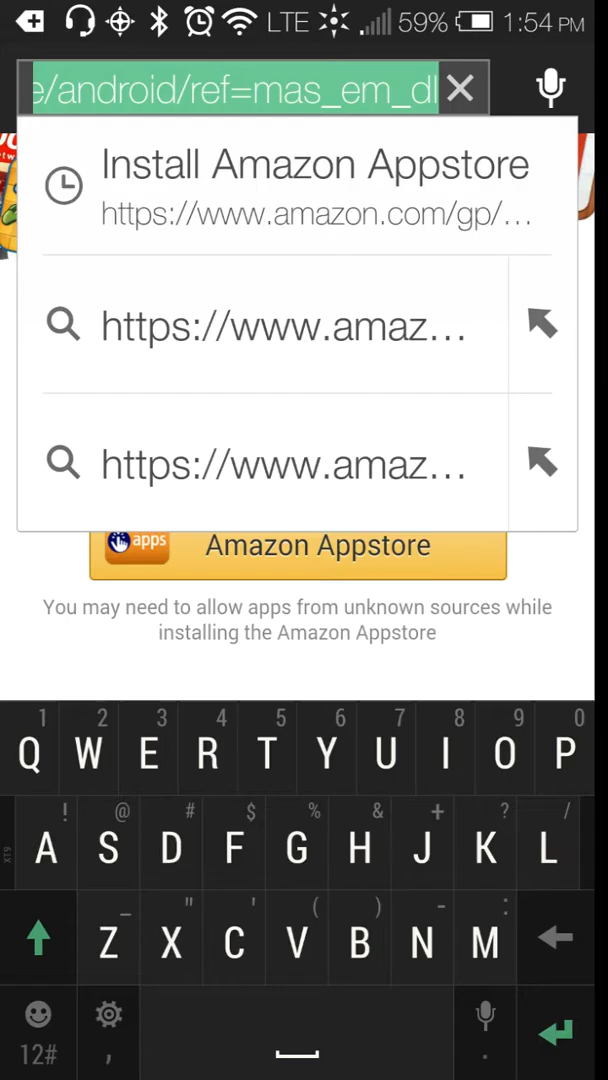 LTE 59% 1:54 PM
e/android/ref=mas_em_dl
Install Amazon Appstore
https://www.amazon.com/gp/...
https://www.amaz...
https://www.amaz...
apps Amazon Appstore
You may need to allow apps from unknown sources while
installing the Amazon Appstore
1 2 3 4 5 6 7 8 9 0
Q W E R T Y U I O P
! @ # $ % & + ? /
XT9 A S D F G H J K L
_ " ' ( ) - :
Z X C V B N M
12# , .